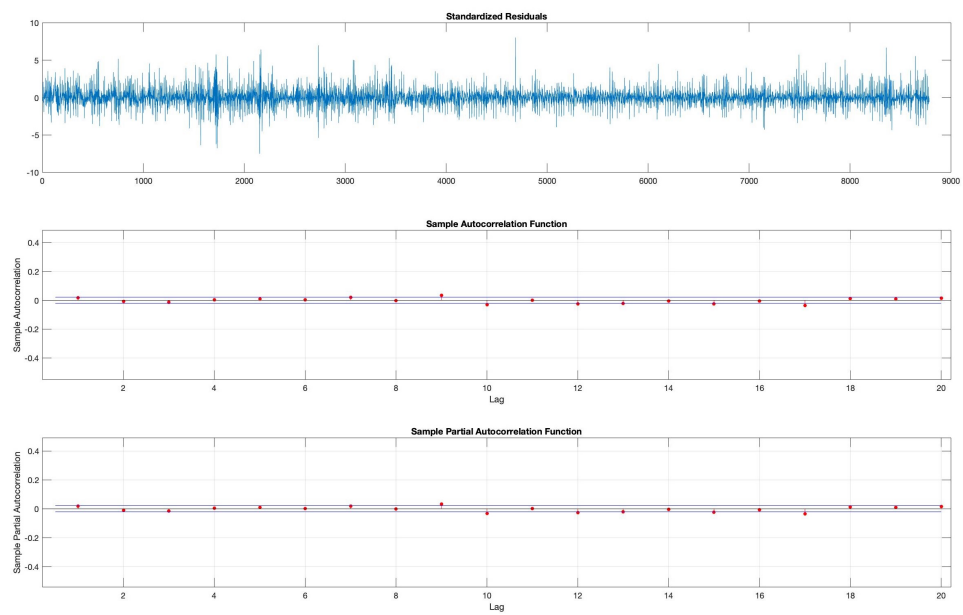 Standardized Residuals
10
5
0
-5
-10
0 1000 2000 3000 4000 5000 6000 7000 8000 9000
Sample Autocorrelation Function
Sample Autocorrelation
0.4
0.2
0
-0.2
-0.4
2 4 6 8 10 12 14 16 18 20
Lag
Sample Partial Autocorrelation Function
Sample Partial Autocorrelation
0.4
0.2
0
-0.2
-0.4
2 4 6 8 10 12 14 16 18 20
Lag